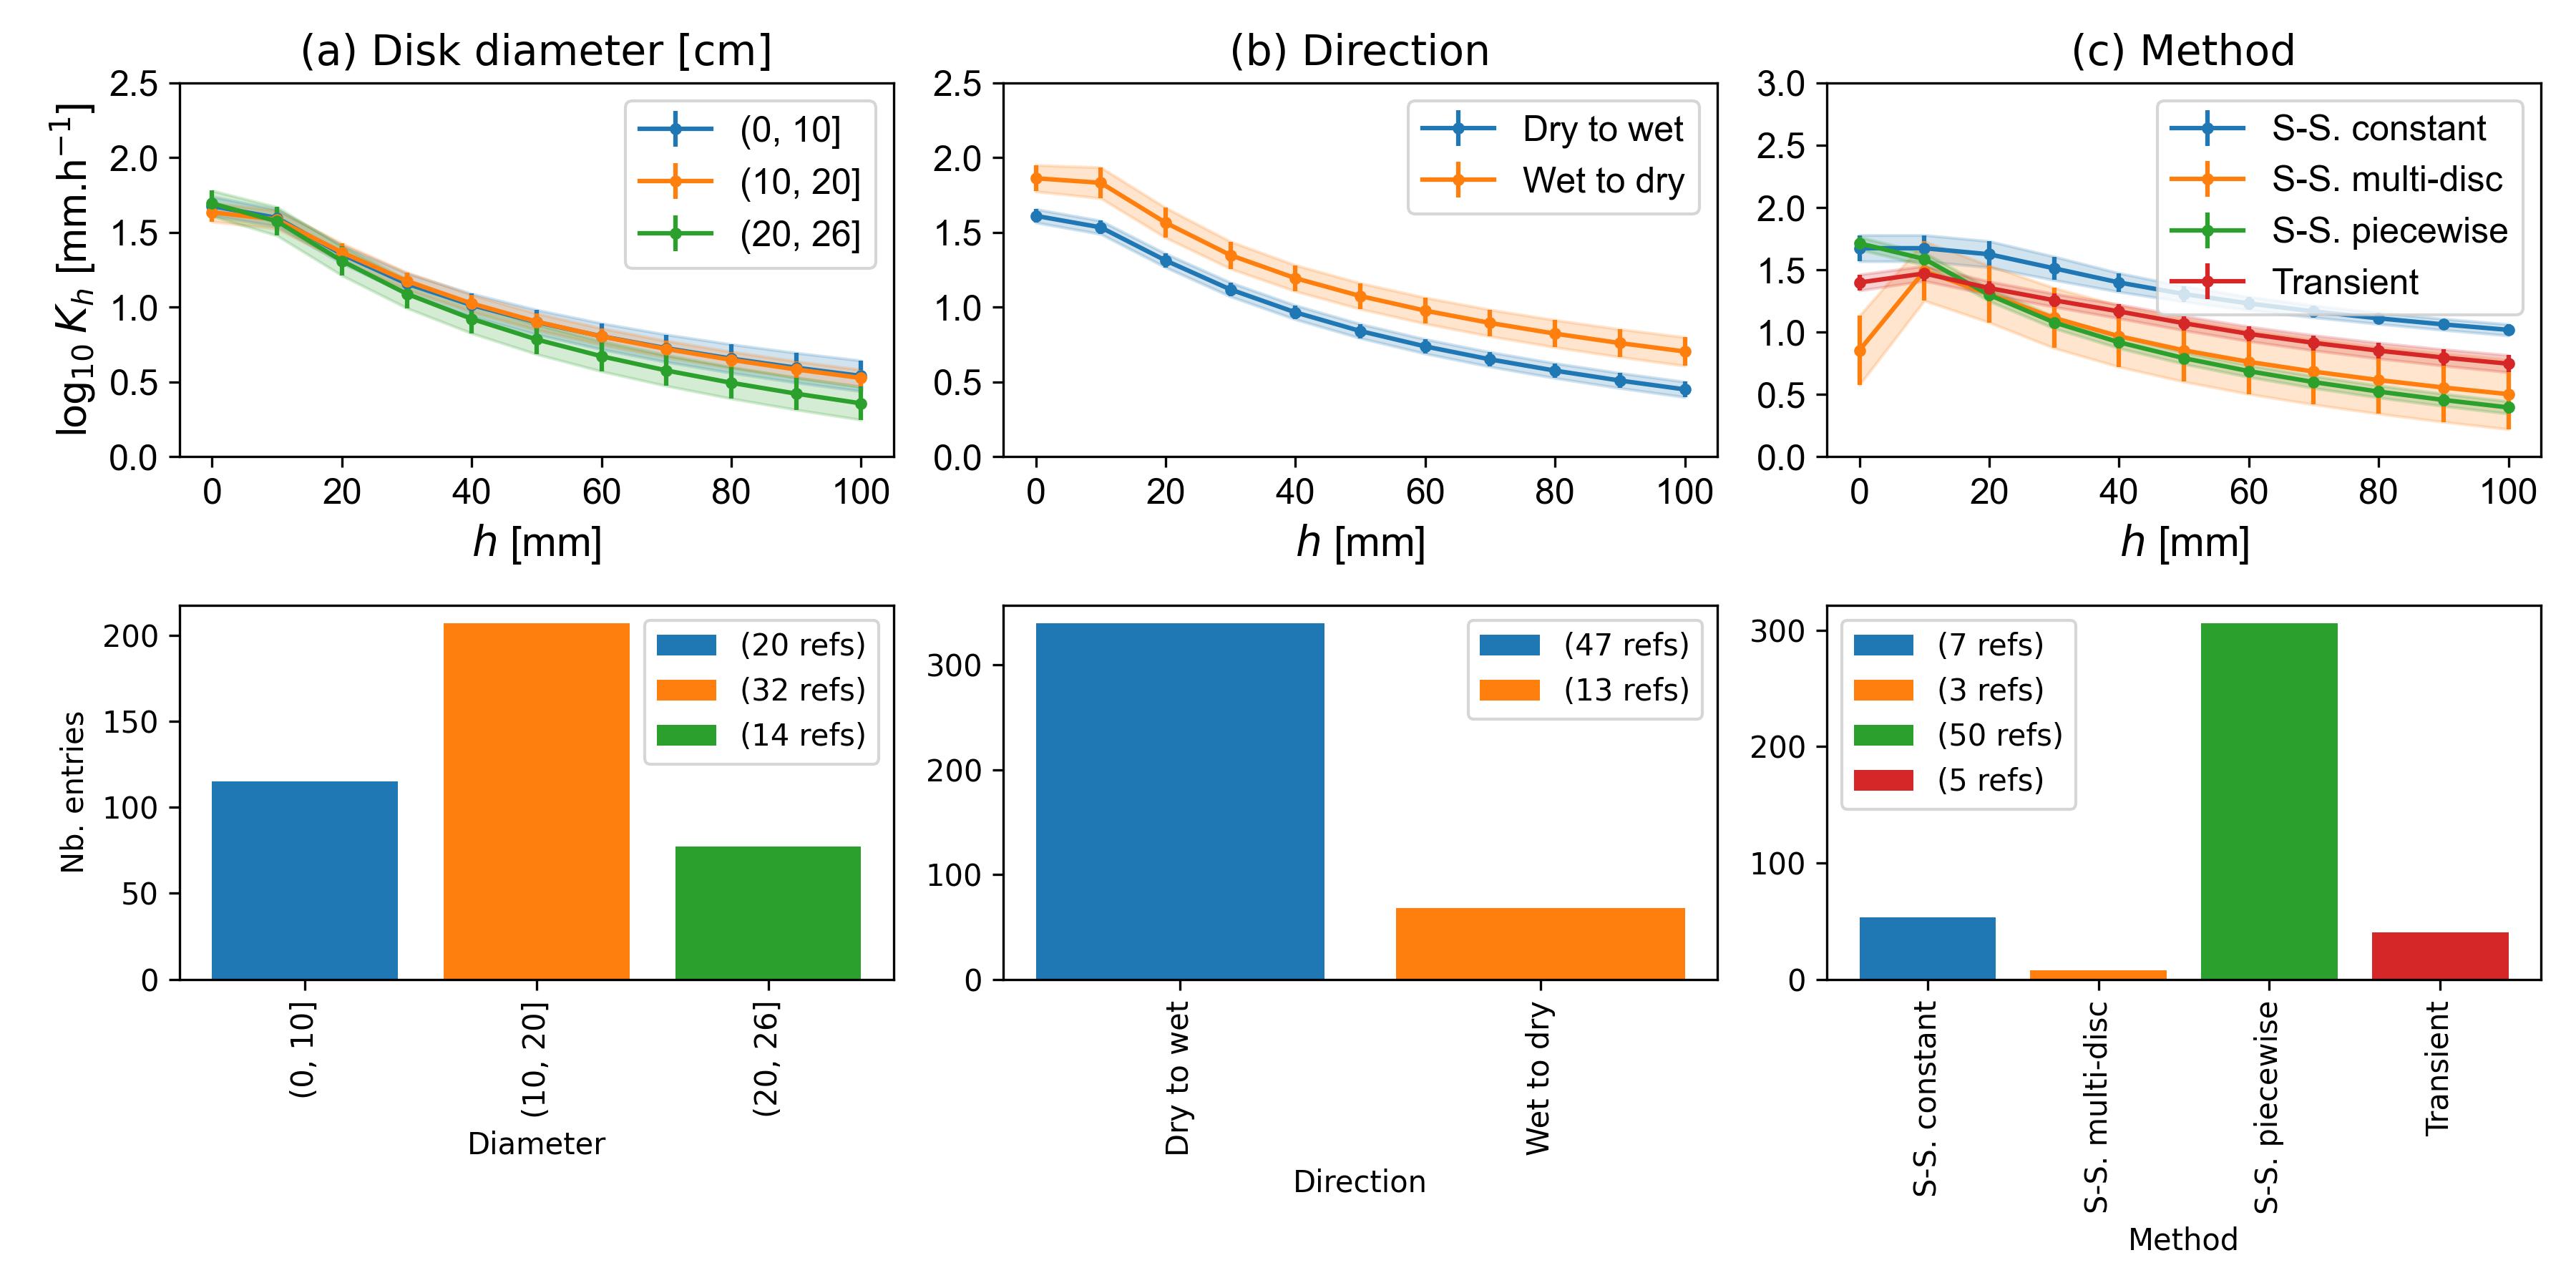 (a) Disk diameter [cm]
2.5
2.0
1.5
1.0
0.5
0.0
log10 Kh [mm.h−1]
(0, 10]
(10, 20]
(20, 26]
0 20 40 60 80 100
h [mm]
(b) Direction
2.5
2.0
1.5
1.0
0.5
0.0
Dry to wet
Wet to dry
0 20 40 60 80 100
h [mm]
(c) Method
3.0
2.5
2.0
1.5
1.0
0.5
0.0
S-S. constant
S-S. multi-disc
S-S. piecewise
Transient
0 20 40 60 80 100
h [mm]
200
150
100
50
0
Nb. entries
(20 refs)
(32 refs)
(14 refs)
(0, 10]
(10, 20]
(20, 26]
Diameter
300
200
100
0
(47 refs)
(13 refs)
Dry to wet
Wet to dry
Direction
300
200
100
0
(7 refs)
(3 refs)
(50 refs)
(5 refs)
S-S. constant
S-S. multi-disc
S-S. piecewise
Transient
Method